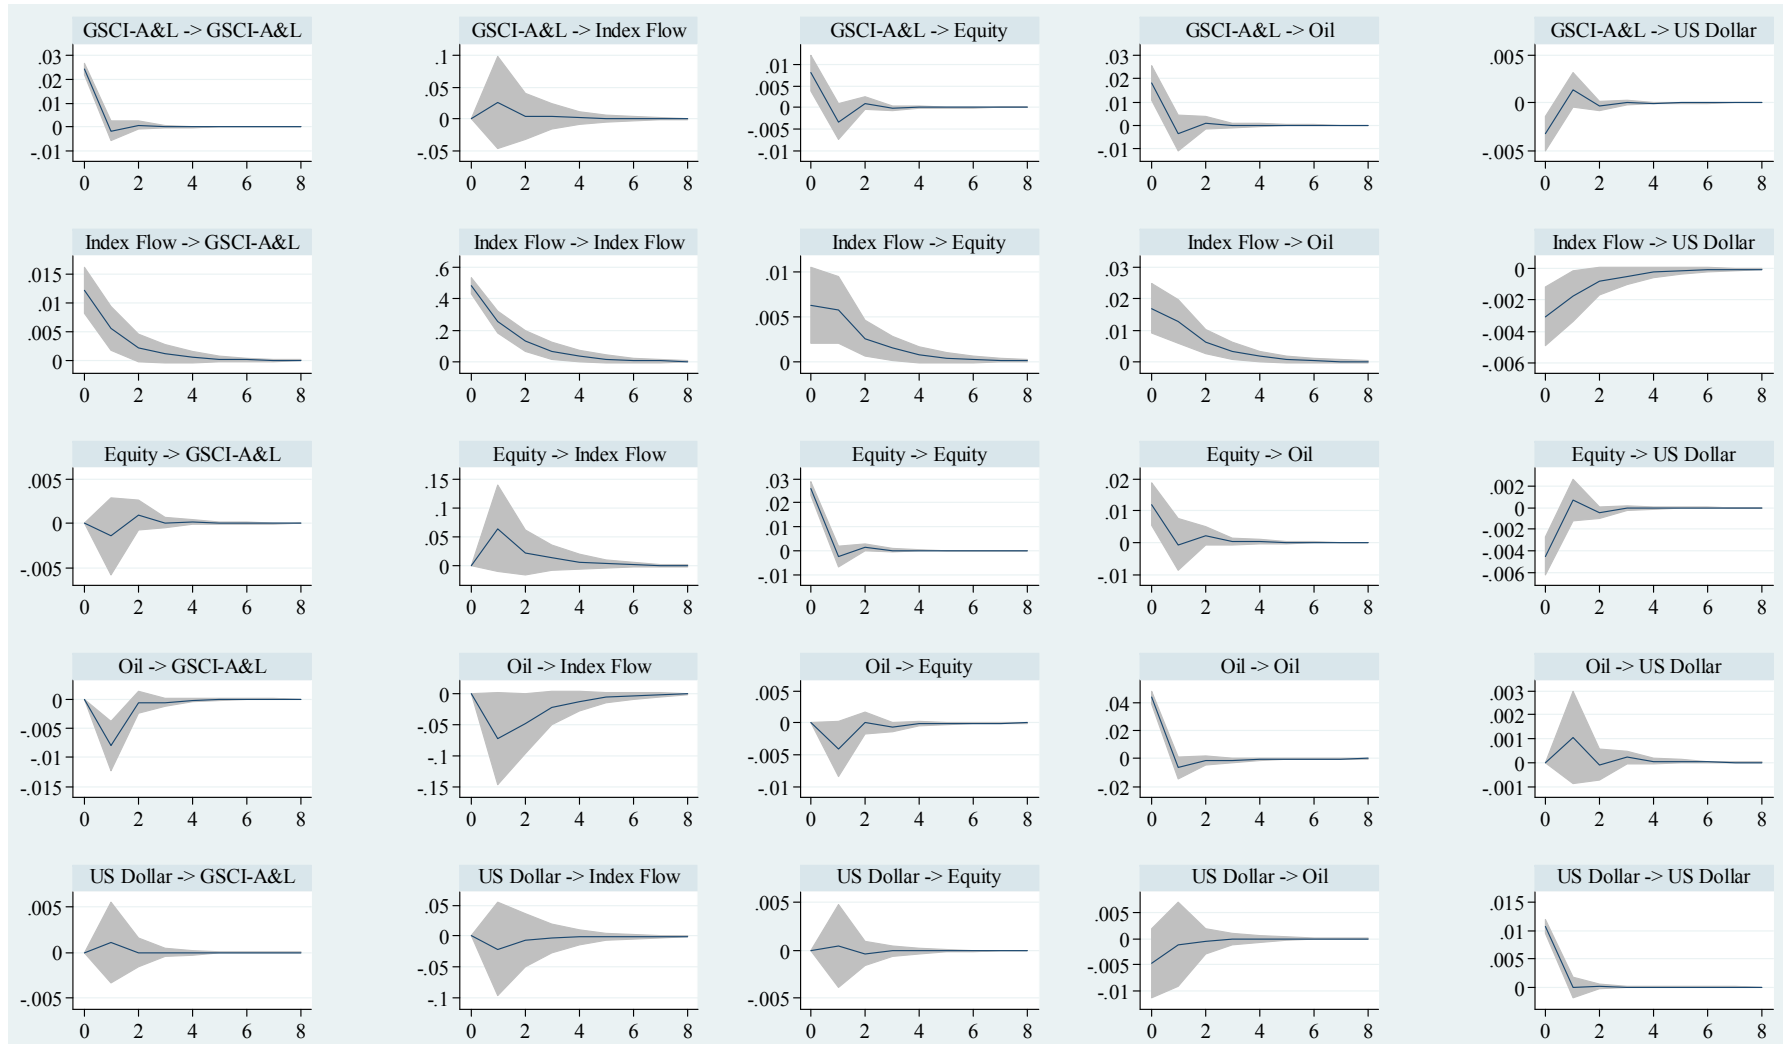 GSCI-A&L -> GSCI-A&L
.03
.02
.01
0
-.01
0 2 4 6 8
GSCI-A&L -> Index Flow
.1
.05
0
-.05
0 2 4 6 8
GSCI-A&L -> Equity
.01
.005
0
-.005
-.01
0 2 4 6 8
GSCI-A&L -> Oil
.03
.02
.01
0
-.01
0 2 4 6 8
GSCI-A&L -> US Dollar
.005
0
-.005
0 2 4 6 8
Index Flow -> GSCI-A&L
.015
.01
.005
0
0 2 4 6 8
Index Flow -> Index Flow
.6
.4
.2
0
0 2 4 6 8
Index Flow -> Equity
.01
.005
0
0 2 4 6 8
Index Flow -> Oil
.03
.02
.01
0
0 2 4 6 8
Index Flow -> US Dollar
0
-.002
-.004
-.006
0 2 4 6 8
Equity -> GSCI-A&L
.005
0
-.005
0 2 4 6 8
Equity -> Index Flow
.15
.1
.05
0
0 2 4 6 8
Equity -> Equity
.03
.02
.01
0
-.01
0 2 4 6 8
Equity -> Oil
.02
.01
0
-.01
0 2 4 6 8
Equity -> US Dollar
.002
0
-.002
-.004
-.006
0 2 4 6 8
Oil -> GSCI-A&L
0
-.005
-.01
-.015
0 2 4 6 8
Oil -> Index Flow
0
-.05
-.1
-.15
0 2 4 6 8
Oil -> Equity
.005
0
-.005
-.01
0 2 4 6 8
Oil -> Oil
.04
.02
0
-.02
0 2 4 6 8
Oil -> US Dollar
.003
.002
.001
0
-.001
0 2 4 6 8
US Dollar -> GSCI-A&L
.005
0
-.005
0 2 4 6 8
US Dollar -> Index Flow
.05
0
-.05
-.1
0 2 4 6 8
US Dollar -> Equity
.005
0
-.005
0 2 4 6 8
US Dollar -> Oil
.005
0
-.005
-.01
0 2 4 6 8
US Dollar -> US Dollar
.015
.01
.005
0
0 2 4 6 8